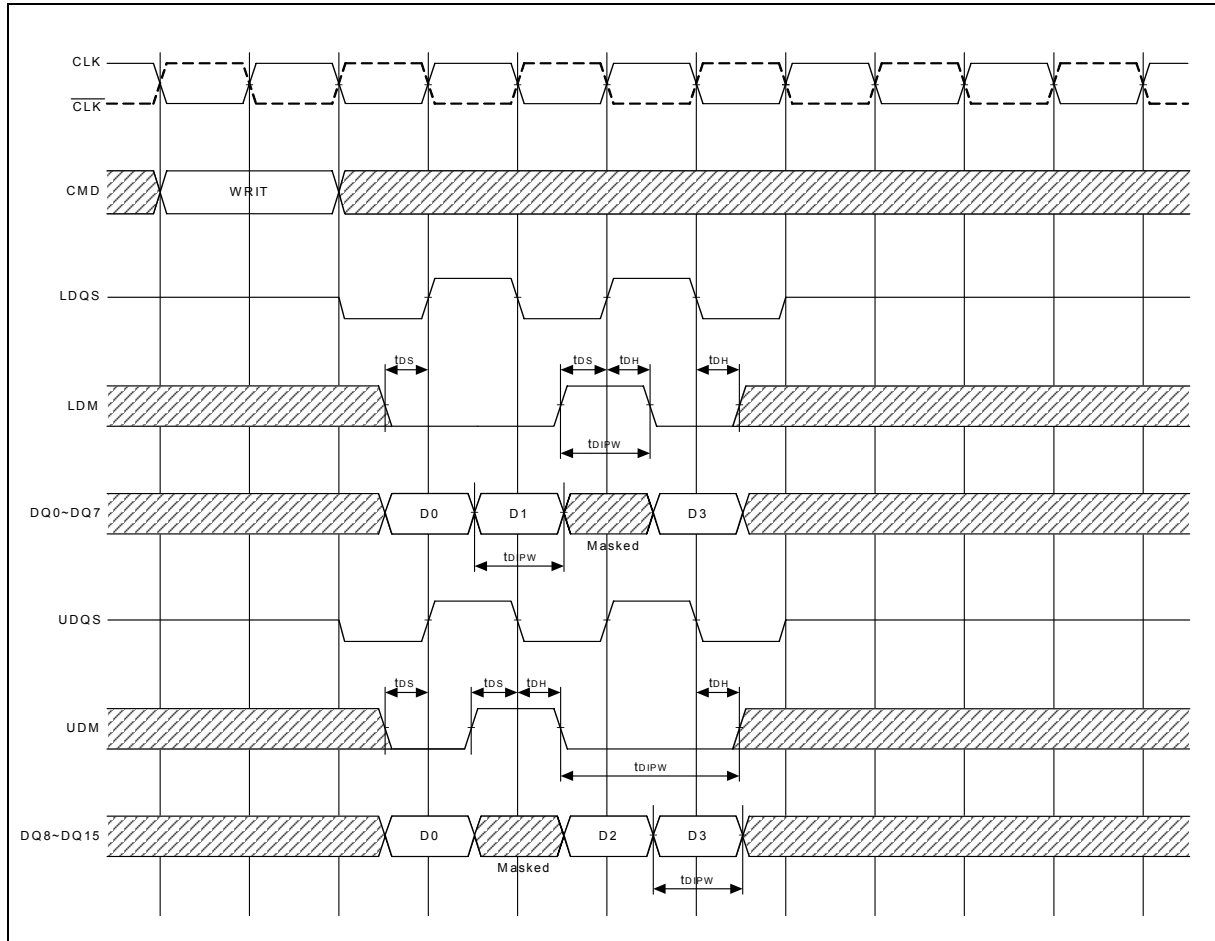 CLK
CLK
CMD
WRIT
LDQS
tDS
tDS
tDH
tDH
LDM
tDIPW
DQ0~DQ7
D0
D1
D3
Masked
tDIPW
UDQS
tDS
tDS
tDH
tDH
UDM
tDIPW
DQ8~DQ15
D0
D2
D3
Masked
tDIPW